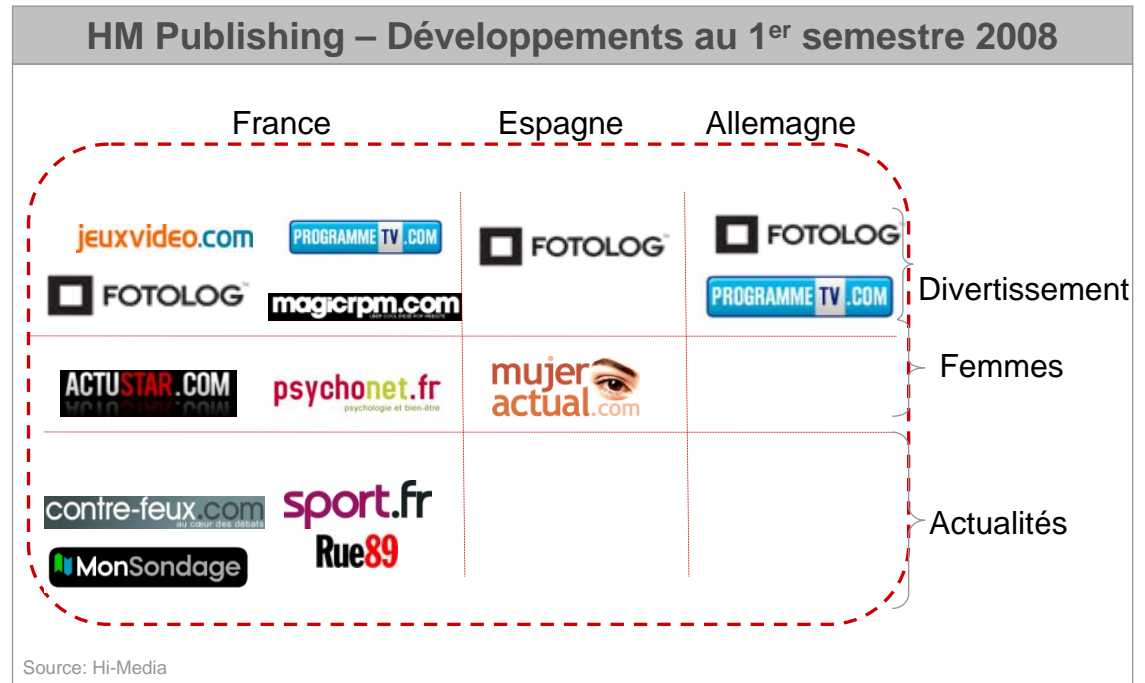 HM Publishing – Développements au 1er semestre 2008
France Espagne Allemagne
jeuxvideo.com PROGRAMME TV .COM FOTOLOG FOTOLOG
FOTOLOG magicrpm.com PROGRAMME TV .COM
Divertissement
ACTUSTAR.COM psychonet.fr
psychologie et bien-être
mujer
actual.com
Femmes
contre-feux.com
au cœur des débats
sport.fr
MonSondage Rue89
Actualités
Source: Hi-Media